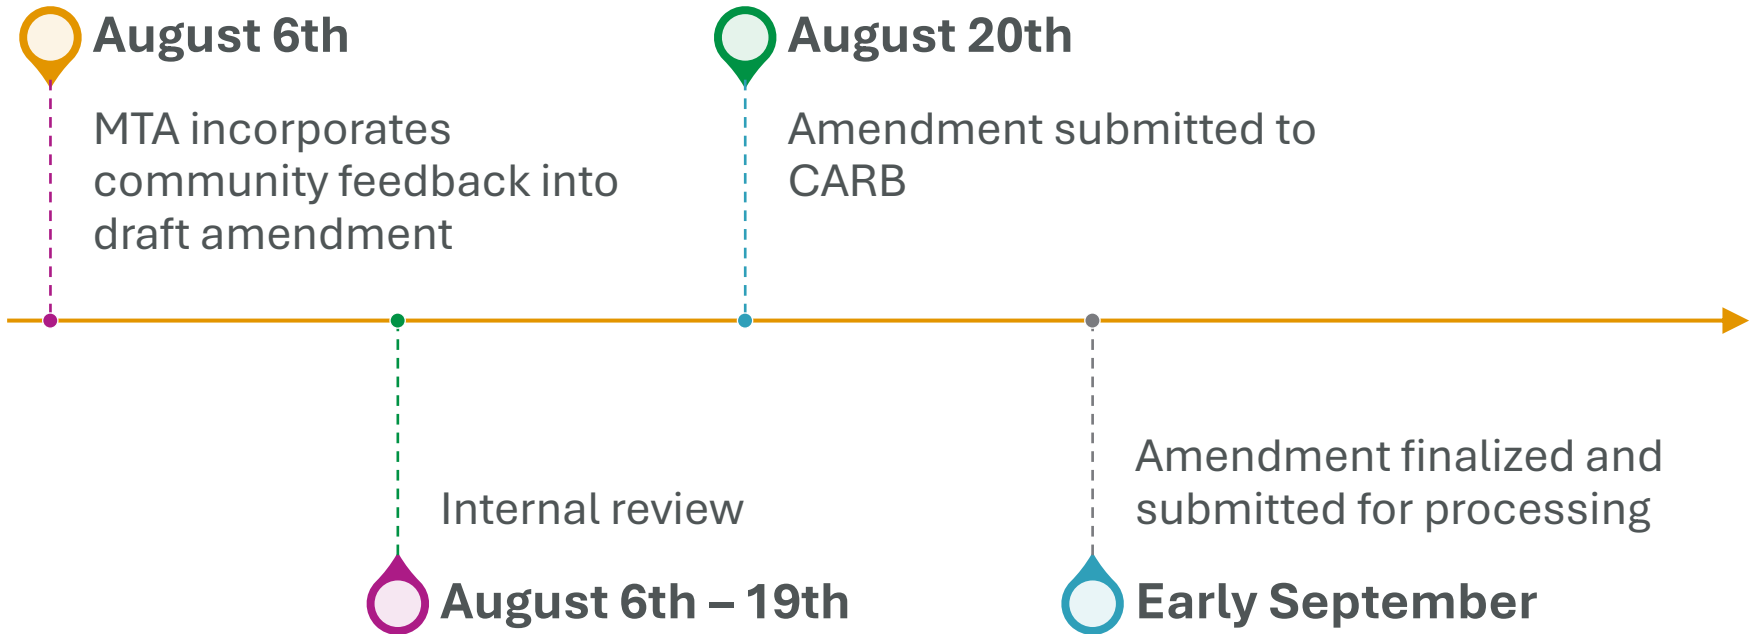 August 6th
MTA incorporates
community feedback into
draft amendment
Internal review
August 6th – 19th
August 20th
Amendment submitted to
CARB
Amendment finalized and
submitted for processing
Early September